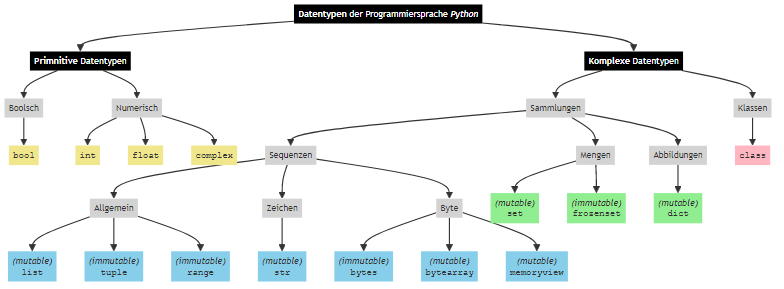 Datentypen der Programmiersprache Python
Primnitive Datentypen
Komplexe Datentypen
Boolsch
Numerisch
Sammlungen
Klassen
bool
int
float
complex
Sequenzen
Mengen
Abbildungen
class
Allgemein
Zeichen
Byte
(mutable)
set
(immutable)
frozenset
(mutable)
dict
(mutable)
list
(immutable)
tuple
(immutable)
range
(mutable)
str
(immutable)
bytes
(mutable)
bytearray
(mutable)
memoryview